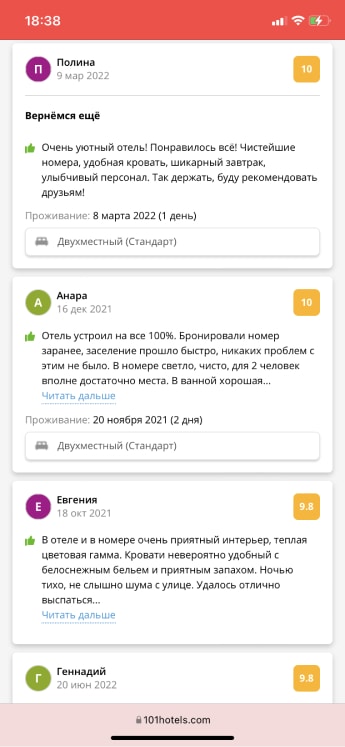 18:38
П
Полина
9 мар 2022
10
Вернёмся ещё
Очень уютный отель! Понравилось всё! Чистейшие
номера, удобная кровать, шикарный завтрак,
улыбчивый персонал. Так держать, буду рекомендовать
друзьям!
Проживание: 8 марта 2022 (1 день)
Двухместный (Стандарт)
А
Анара
16 дек 2021
10
Отель устроил на все 100%. Бронировали номер
заранее, заселение прошло быстро, никаких проблем с
этим не было. В номере светло, чисто, для 2 человек
вполне достаточно места. В ванной хорошая...
Читать дальше
Проживание: 20 ноября 2021 (2 дня)
Двухместный (Стандарт)
Е
Евгения
18 окт 2021
9.8
В отеле и в номере очень приятный интерьер, теплая
цветовая гамма. Кровати невероятно удобный с
белоснежным бельем и приятным запахом. Ночью
тихо, не слышно шума с улице. Удалось отлично
выспаться...
Читать дальше
Г
Геннадий
20 июн 2022
9.8
101hotels.com